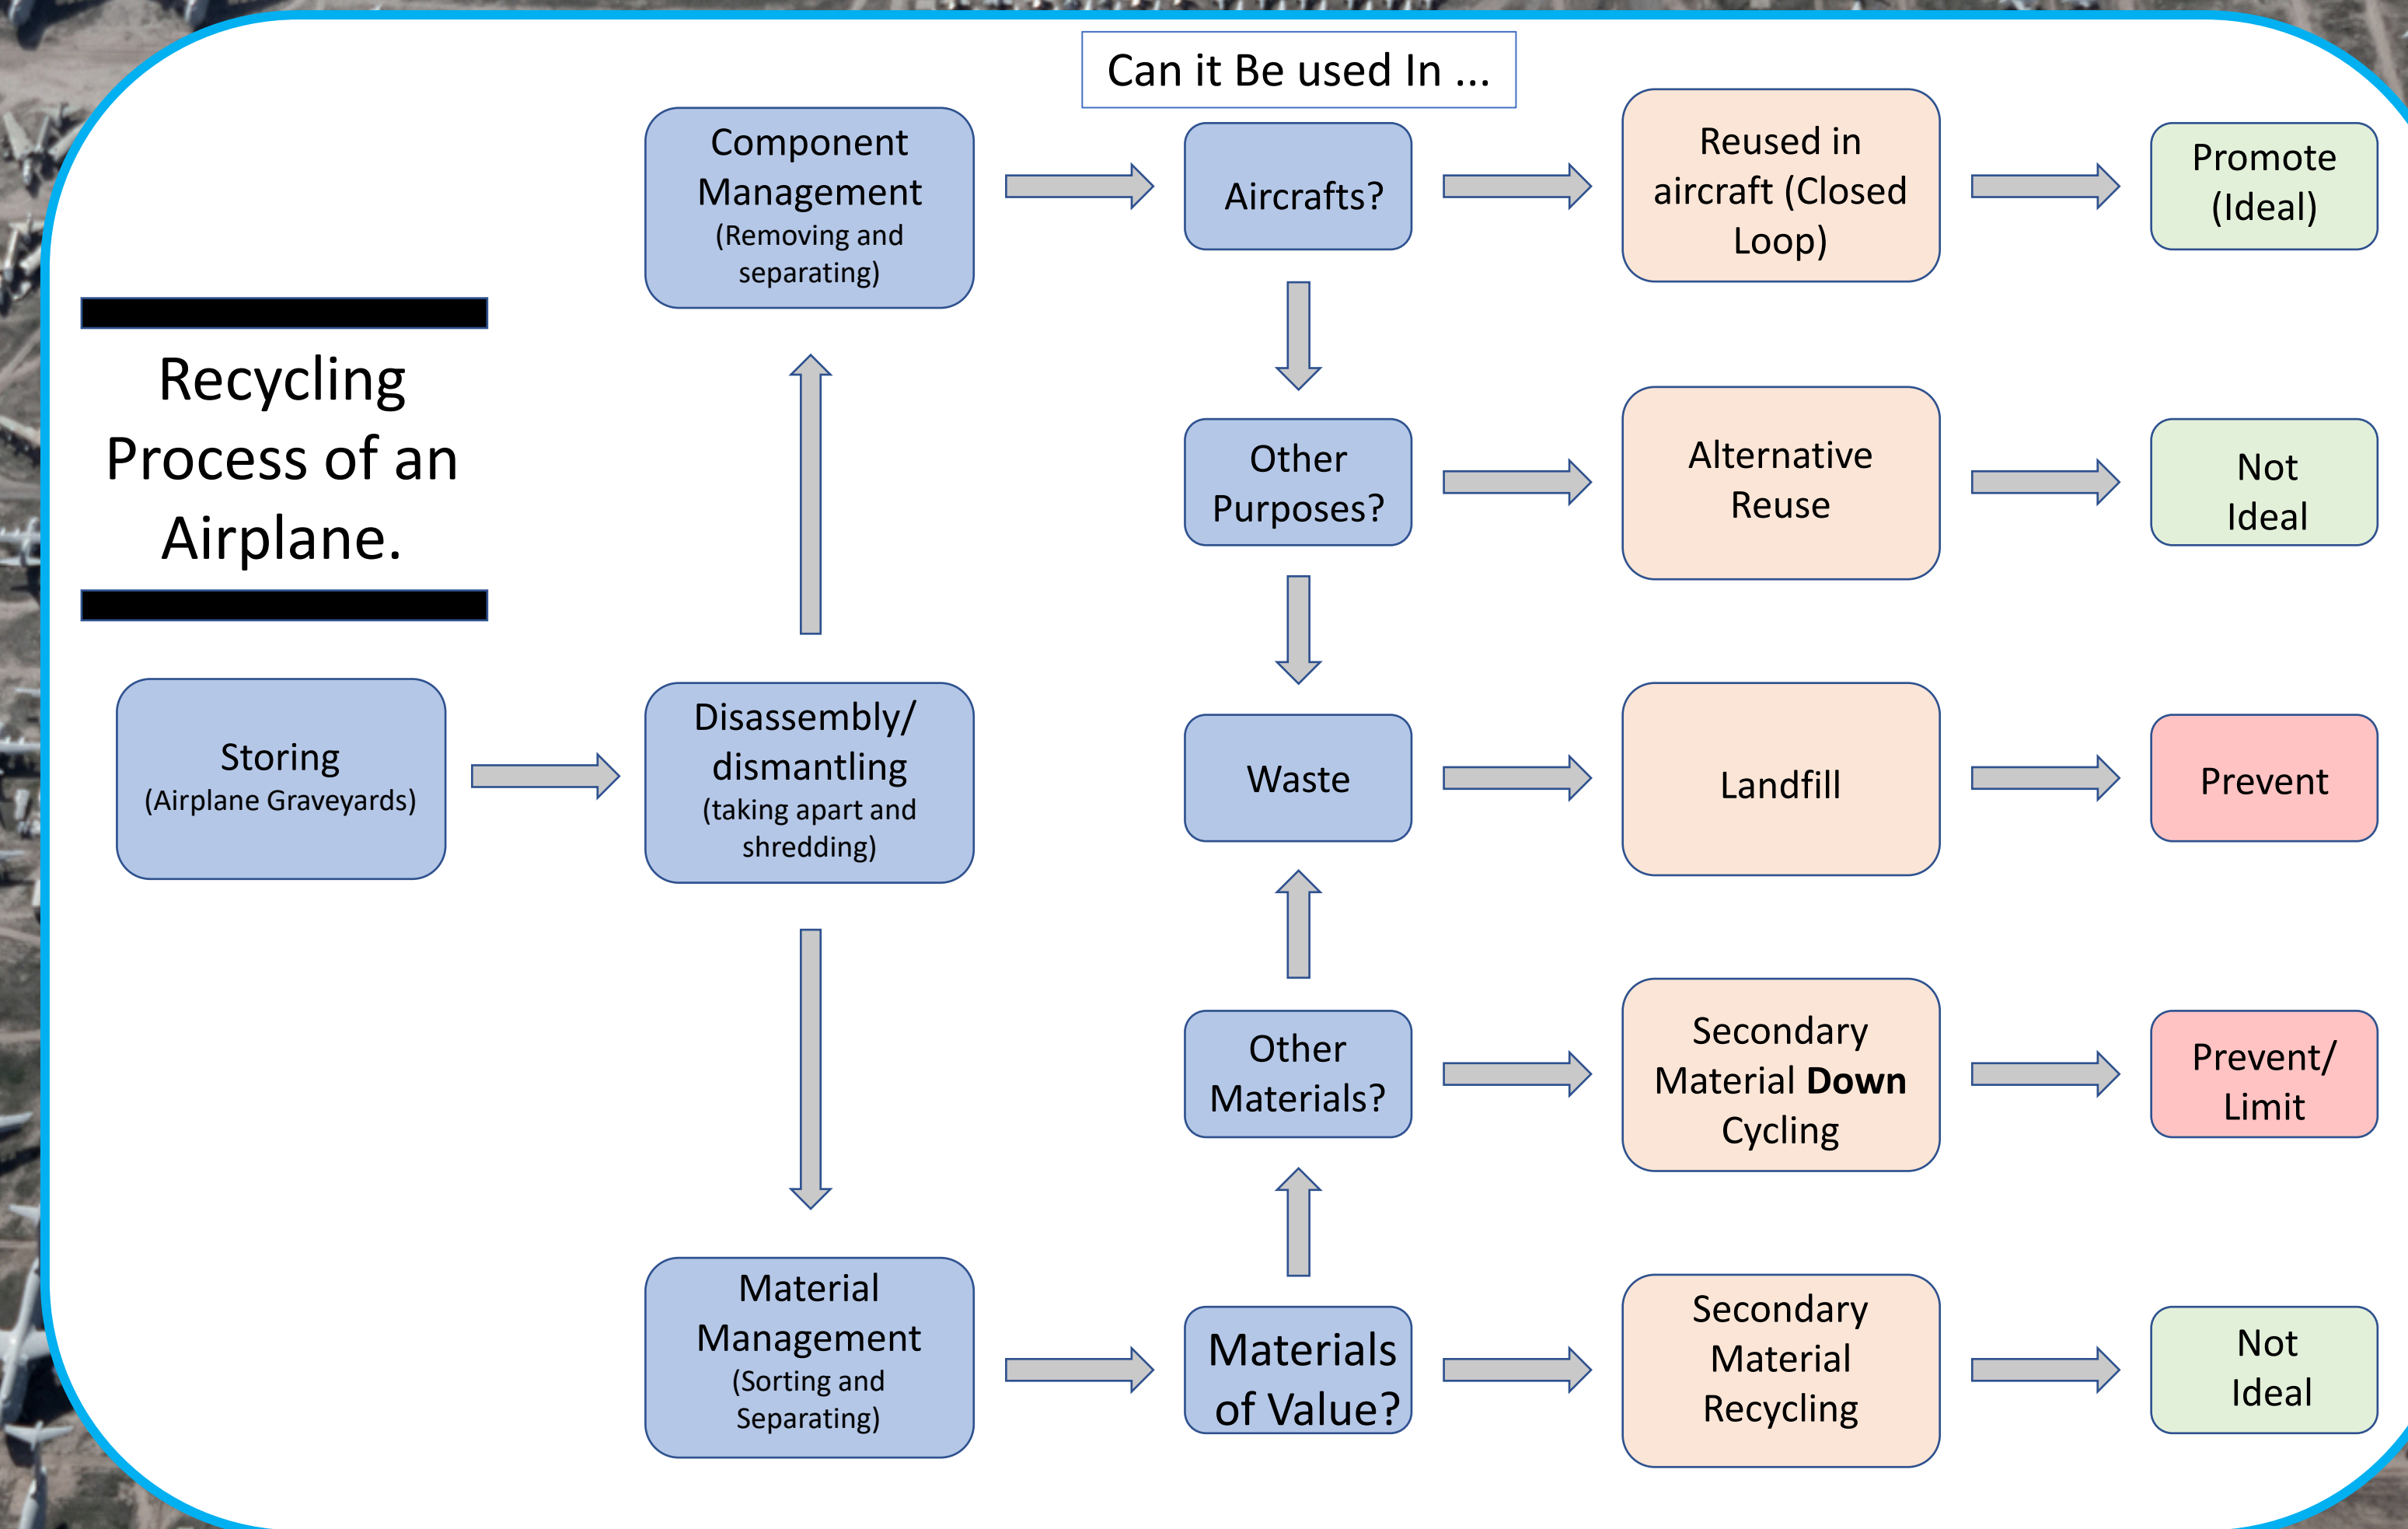 Can it Be used In ...
Recycling
Process of an
Airplane.
Storing
(Airplane Graveyards)
Component
Management
(Removing and
separating)
Disassembly/
dismantling
(taking apart and
shredding)
Material
Management
(Sorting and
Separating)
Aircrafts?
Reused in
aircraft (Closed
Loop)
Promote
(Ideal)
Other
Purposes?
Alternative
Reuse
Not
Ideal
Waste
Landfill
Prevent
Other
Materials?
Secondary
Material Down
Cycling
Prevent/
Limit
Materials
of Value?
Secondary
Material
Recycling
Not
Ideal